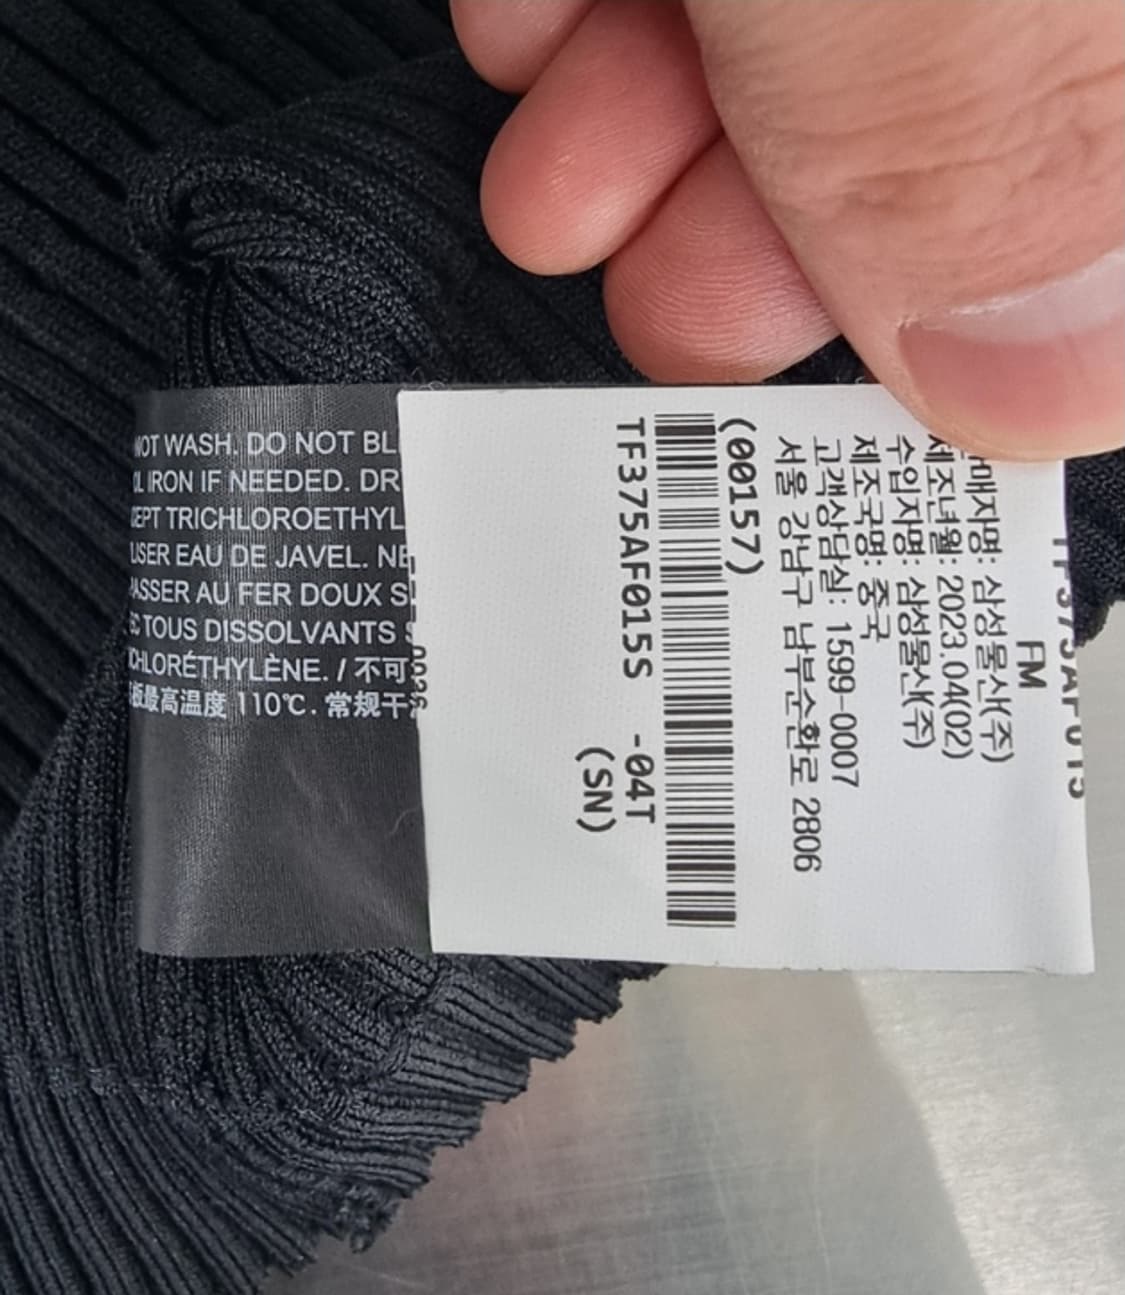 NOT WASH. DO NOT BL
IRON IF NEEDED. DR
EPT TRICHLOROETHYL
USER EAU DE JAVEL. NE
PASSER AU FER DOUX S
EC TOUS DISSOLVANTS S
CHLORÉTHYLÈNE. / 不可
板最高温度 110℃. 常规干
FM
매자명: 삼성물산(주)
제조년월: 2023.04(02)
수입자명: 삼성물산(주)
제조국명: 중국
고객상담실: 1599-0007
서울 강남구 남부순환로 2806
(00157)
TF375AF015S -04T
(SN)
TF375AF015